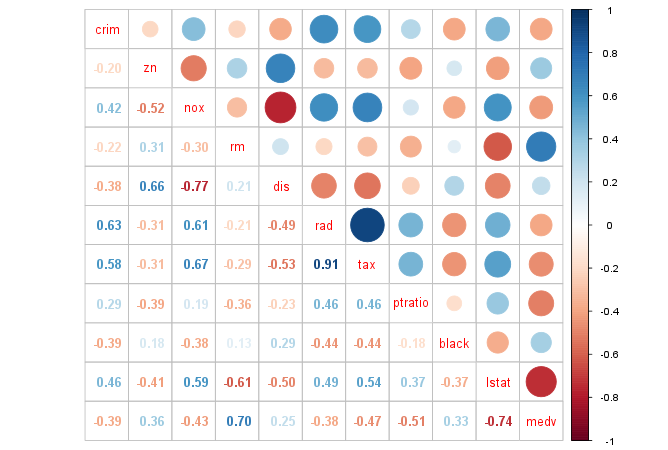 crim
-0.20 zn
0.42 -0.52 nox
-0.22 0.31 -0.30 rm
-0.38 0.66 -0.77 0.21 dis
0.63 -0.31 0.61 -0.21 -0.49 rad
0.58 -0.31 0.67 -0.29 -0.53 0.91 tax
0.29 -0.39 0.19 -0.36 -0.23 0.46 0.46 ptratio
-0.39 0.18 -0.38 0.13 0.29 -0.44 -0.44 -0.18 black
0.46 -0.41 0.59 -0.61 -0.50 0.49 0.54 0.37 -0.37 lstat
-0.39 0.36 -0.43 0.70 0.25 -0.38 -0.47 -0.51 0.33 -0.74 medv
1
0.8
0.6
0.4
0.2
0
-0.2
-0.4
-0.6
-0.8
-1